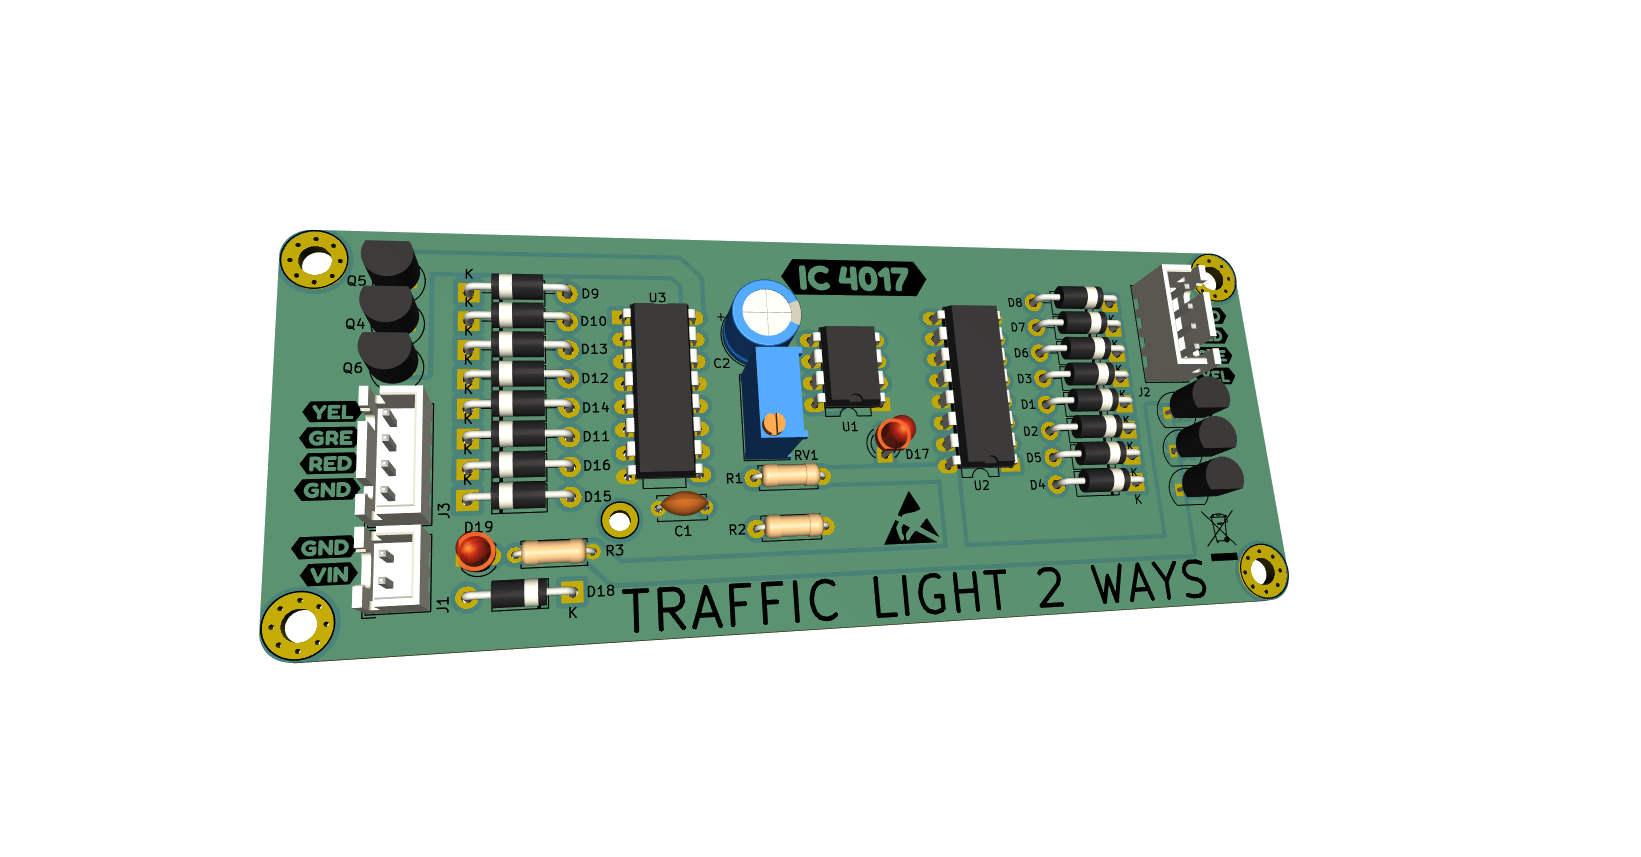 IC 4017
Q5
Q4
Q6
K
K
K
K
K
K
K
K
D9
D10
D13
D12
D14
D11
D16
D15
U3
+
C2
U1
RV1
D17
R1
R2
C1
U2
D8
D7
D6
D3
D1
D2
D5
D4
K
K
K
K
K
K
K
K
J2
YEL
YEL
GRE
RED
GND
J3
GND
VIN
J1
D19
R3
D18
K
TRAFFIC LIGHT 2 WAYS